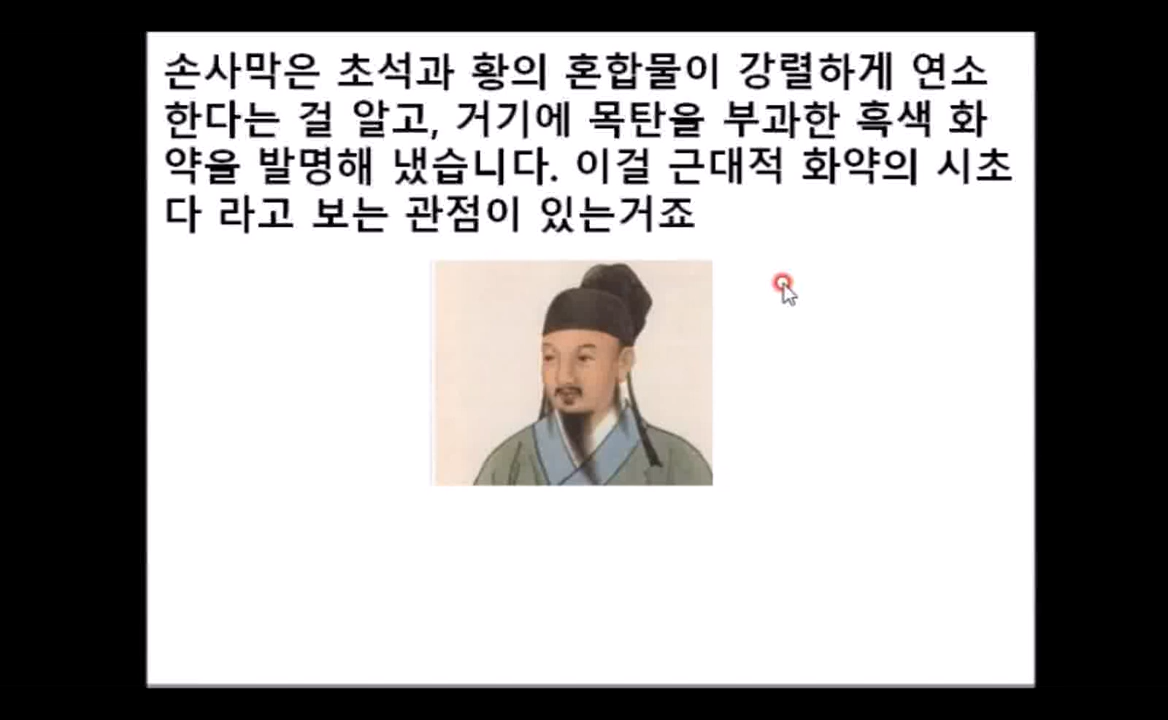 손사막은 초석과 황의 혼합물이 강렬하게 연소
한다는 걸 알고, 거기에 목탄을 부과한 흑색 화
약을 발명해 냈습니다. 이걸 근대적 화약의 시초
다 라고 보는 관점이 있는거죠